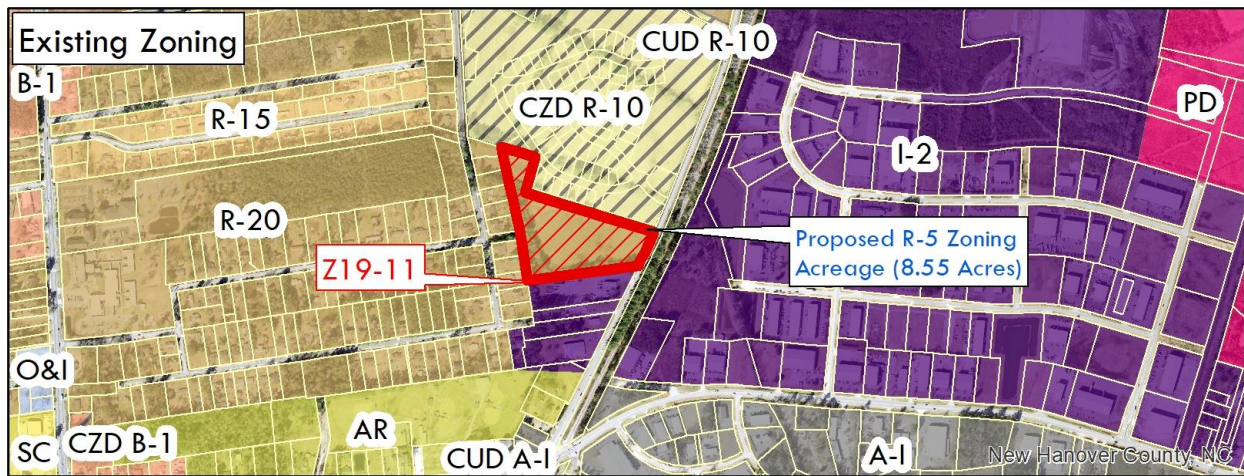 Existing Zoning
B-1
R-15
CUD R-10
CZD R-10
PD
I-2
R-20
Z19-11
Proposed R-5 Zoning
Acreage (8.55 Acres)
O&I
SC
CZD B-1
AR
CUD A-I
A-I
New Hanover County, NC